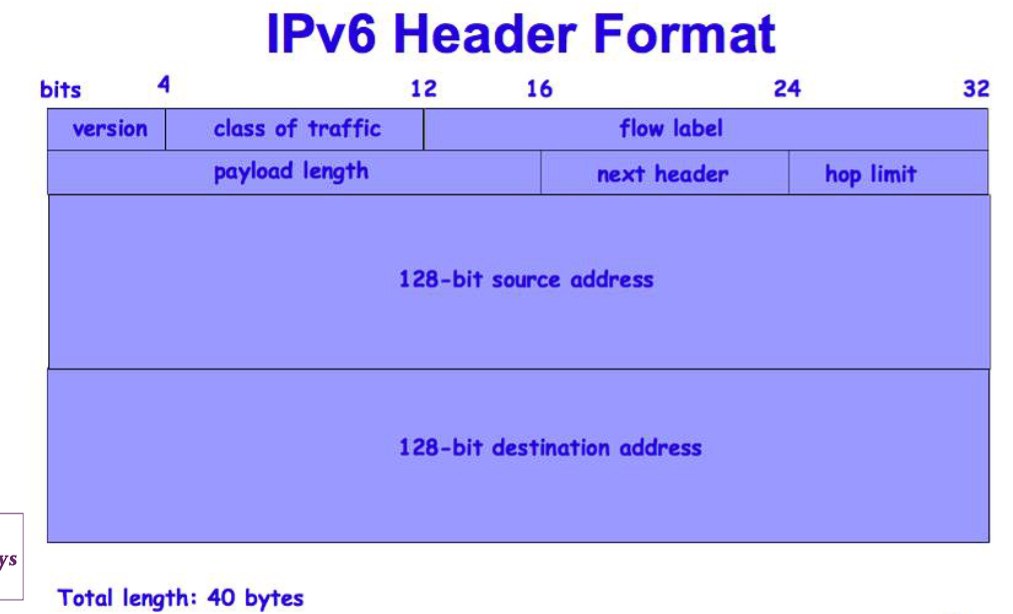 IPv6 Header Format
bits 4 12 16 24 32
version class of traffic flow label
payload length next header hop limit
128-bit source address
128-bit destination address
ys
Total length: 40 bytes